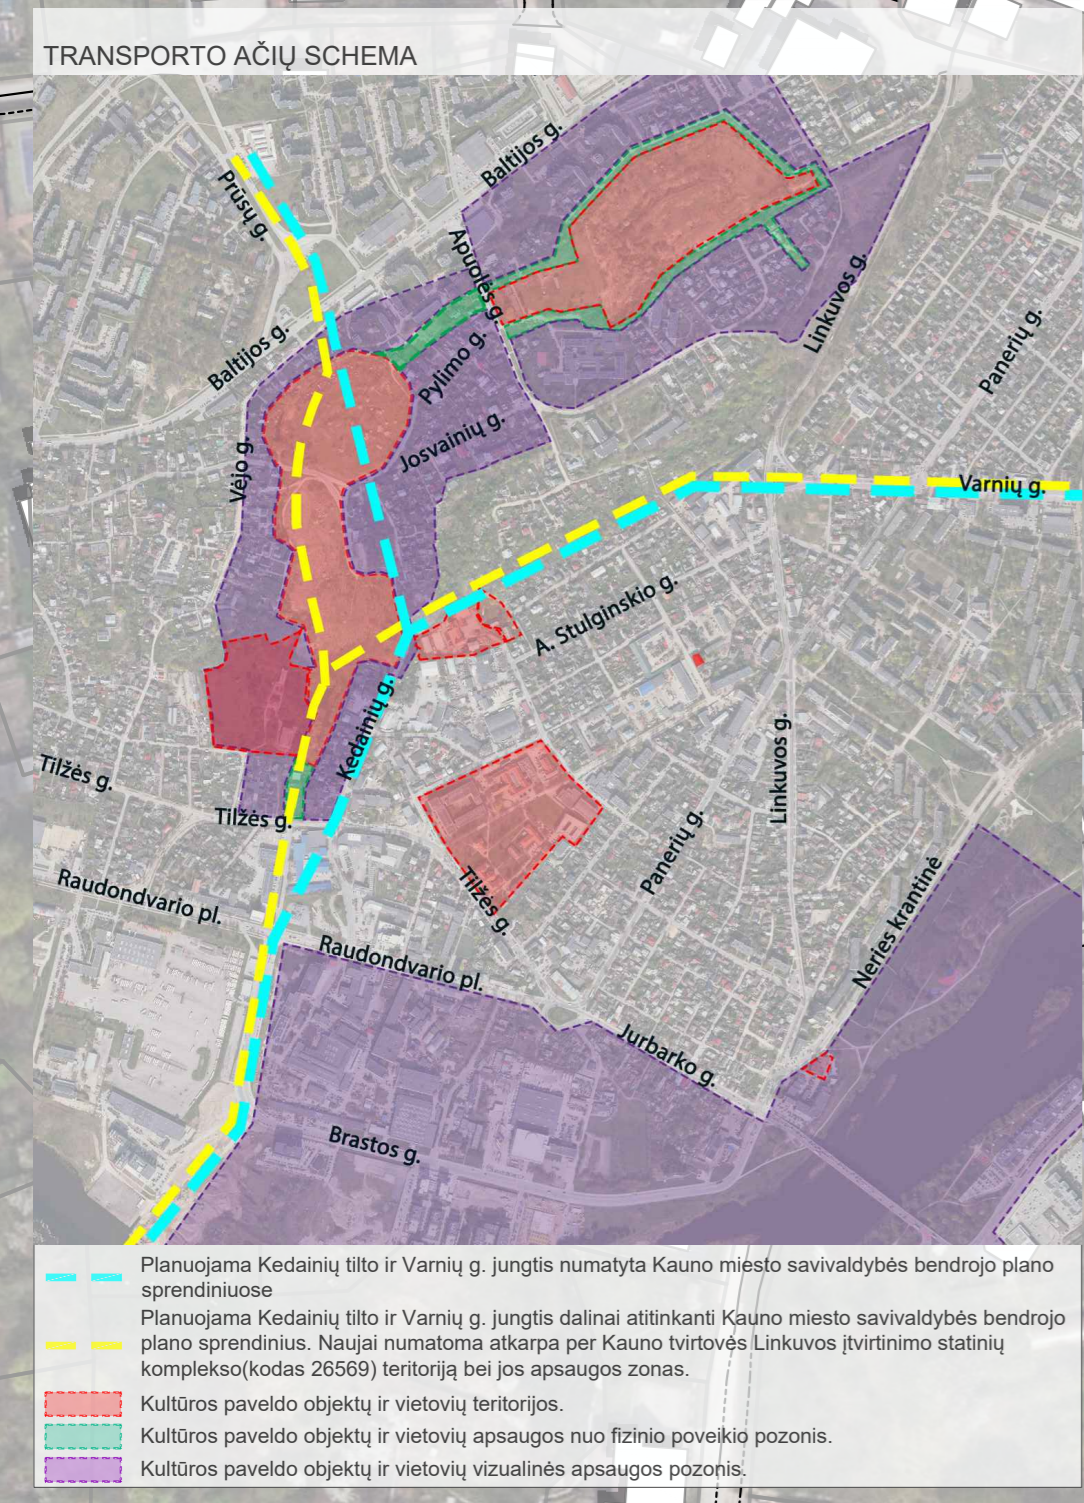 TRANSPORTO AČIŲ SCHEMA
Baltijos g.
Prūsų g.
Apuolės g.
Linkuvos g.
Panerių g.
Baltijos g.
Pylimo g.
Josvainių g.
Vėjo g.
Varnių g.
A. Stulginskio g.
Kedainių g.
Linkuvos g.
Tilžės g.
Tilžės g.
Panerių g.
Tilžės g.
Raudondvario pl.
Neries krantinė
Raudondvario pl.
Jurbarko g.
Brastos g.
Planuojama Kedainių tilto ir Varnių g. jungtis numatyta Kauno miesto savivaldybės bendrojo plano
sprendiniuose
Planuojama Kedainių tilto ir Varnių g. jungtis dalinai atitinkanti Kauno miesto savivaldybės bendrojo
plano sprendinius. Naujai numatoma atkarpa per Kauno tvirtovės Linkuvos įtvirtinimo statinių
komplekso(kodas 26569) teritoriją bei jos apsaugos zonas.
Kultūros paveldo objektų ir vietovių teritorijos.
Kultūros paveldo objektų ir vietovių apsaugos nuo fizinio poveikio pozonis.
Kultūros paveldo objektų ir vietovių vizualinės apsaugos pozonis.